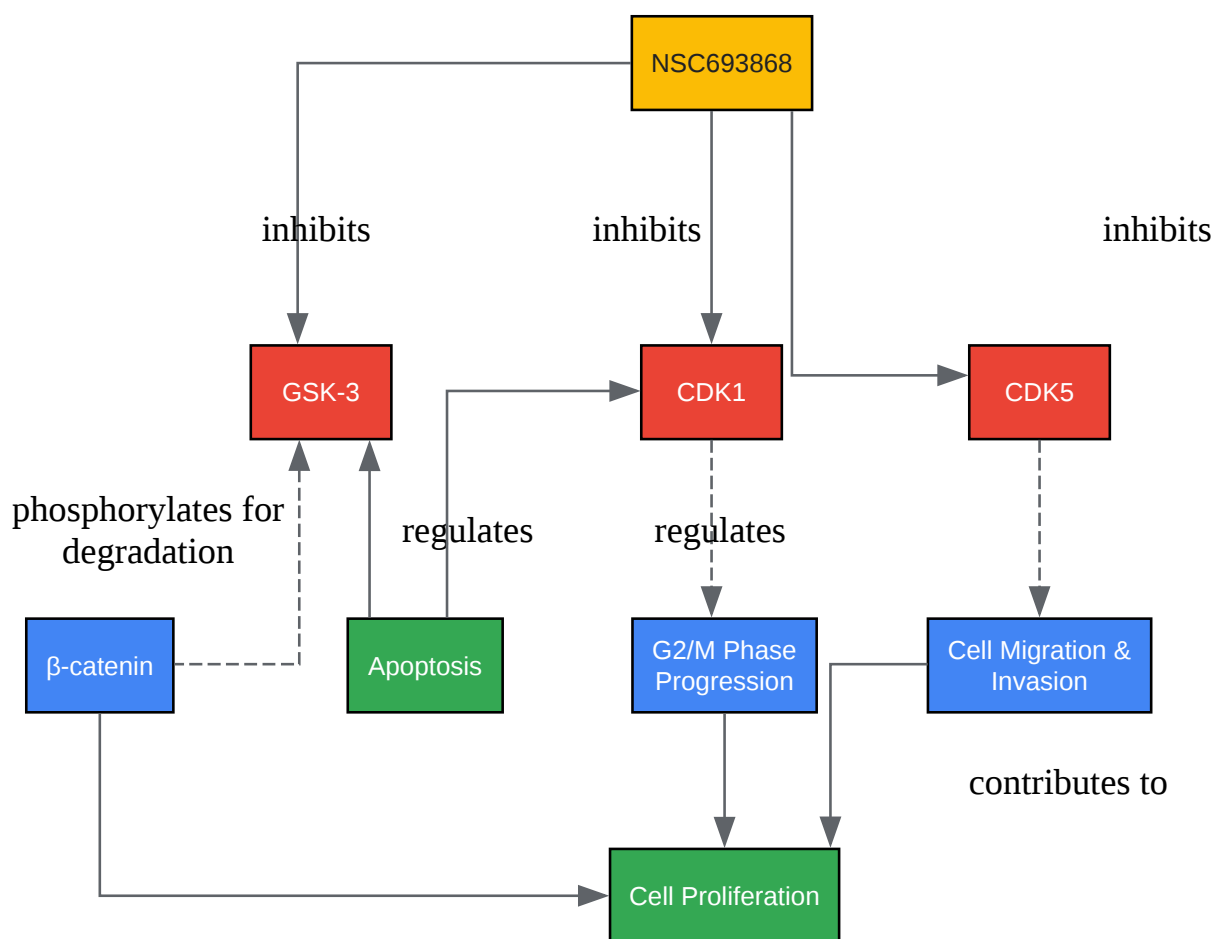 NSC693868
inhibits
inhibits
inhibits
GSK-3
CDK1
CDK5
phosphorylates for
degradation
regulates
regulates
β-catenin
Apoptosis
G2/M Phase
Progression
Cell Migration &
Invasion
contributes to
Cell Proliferation